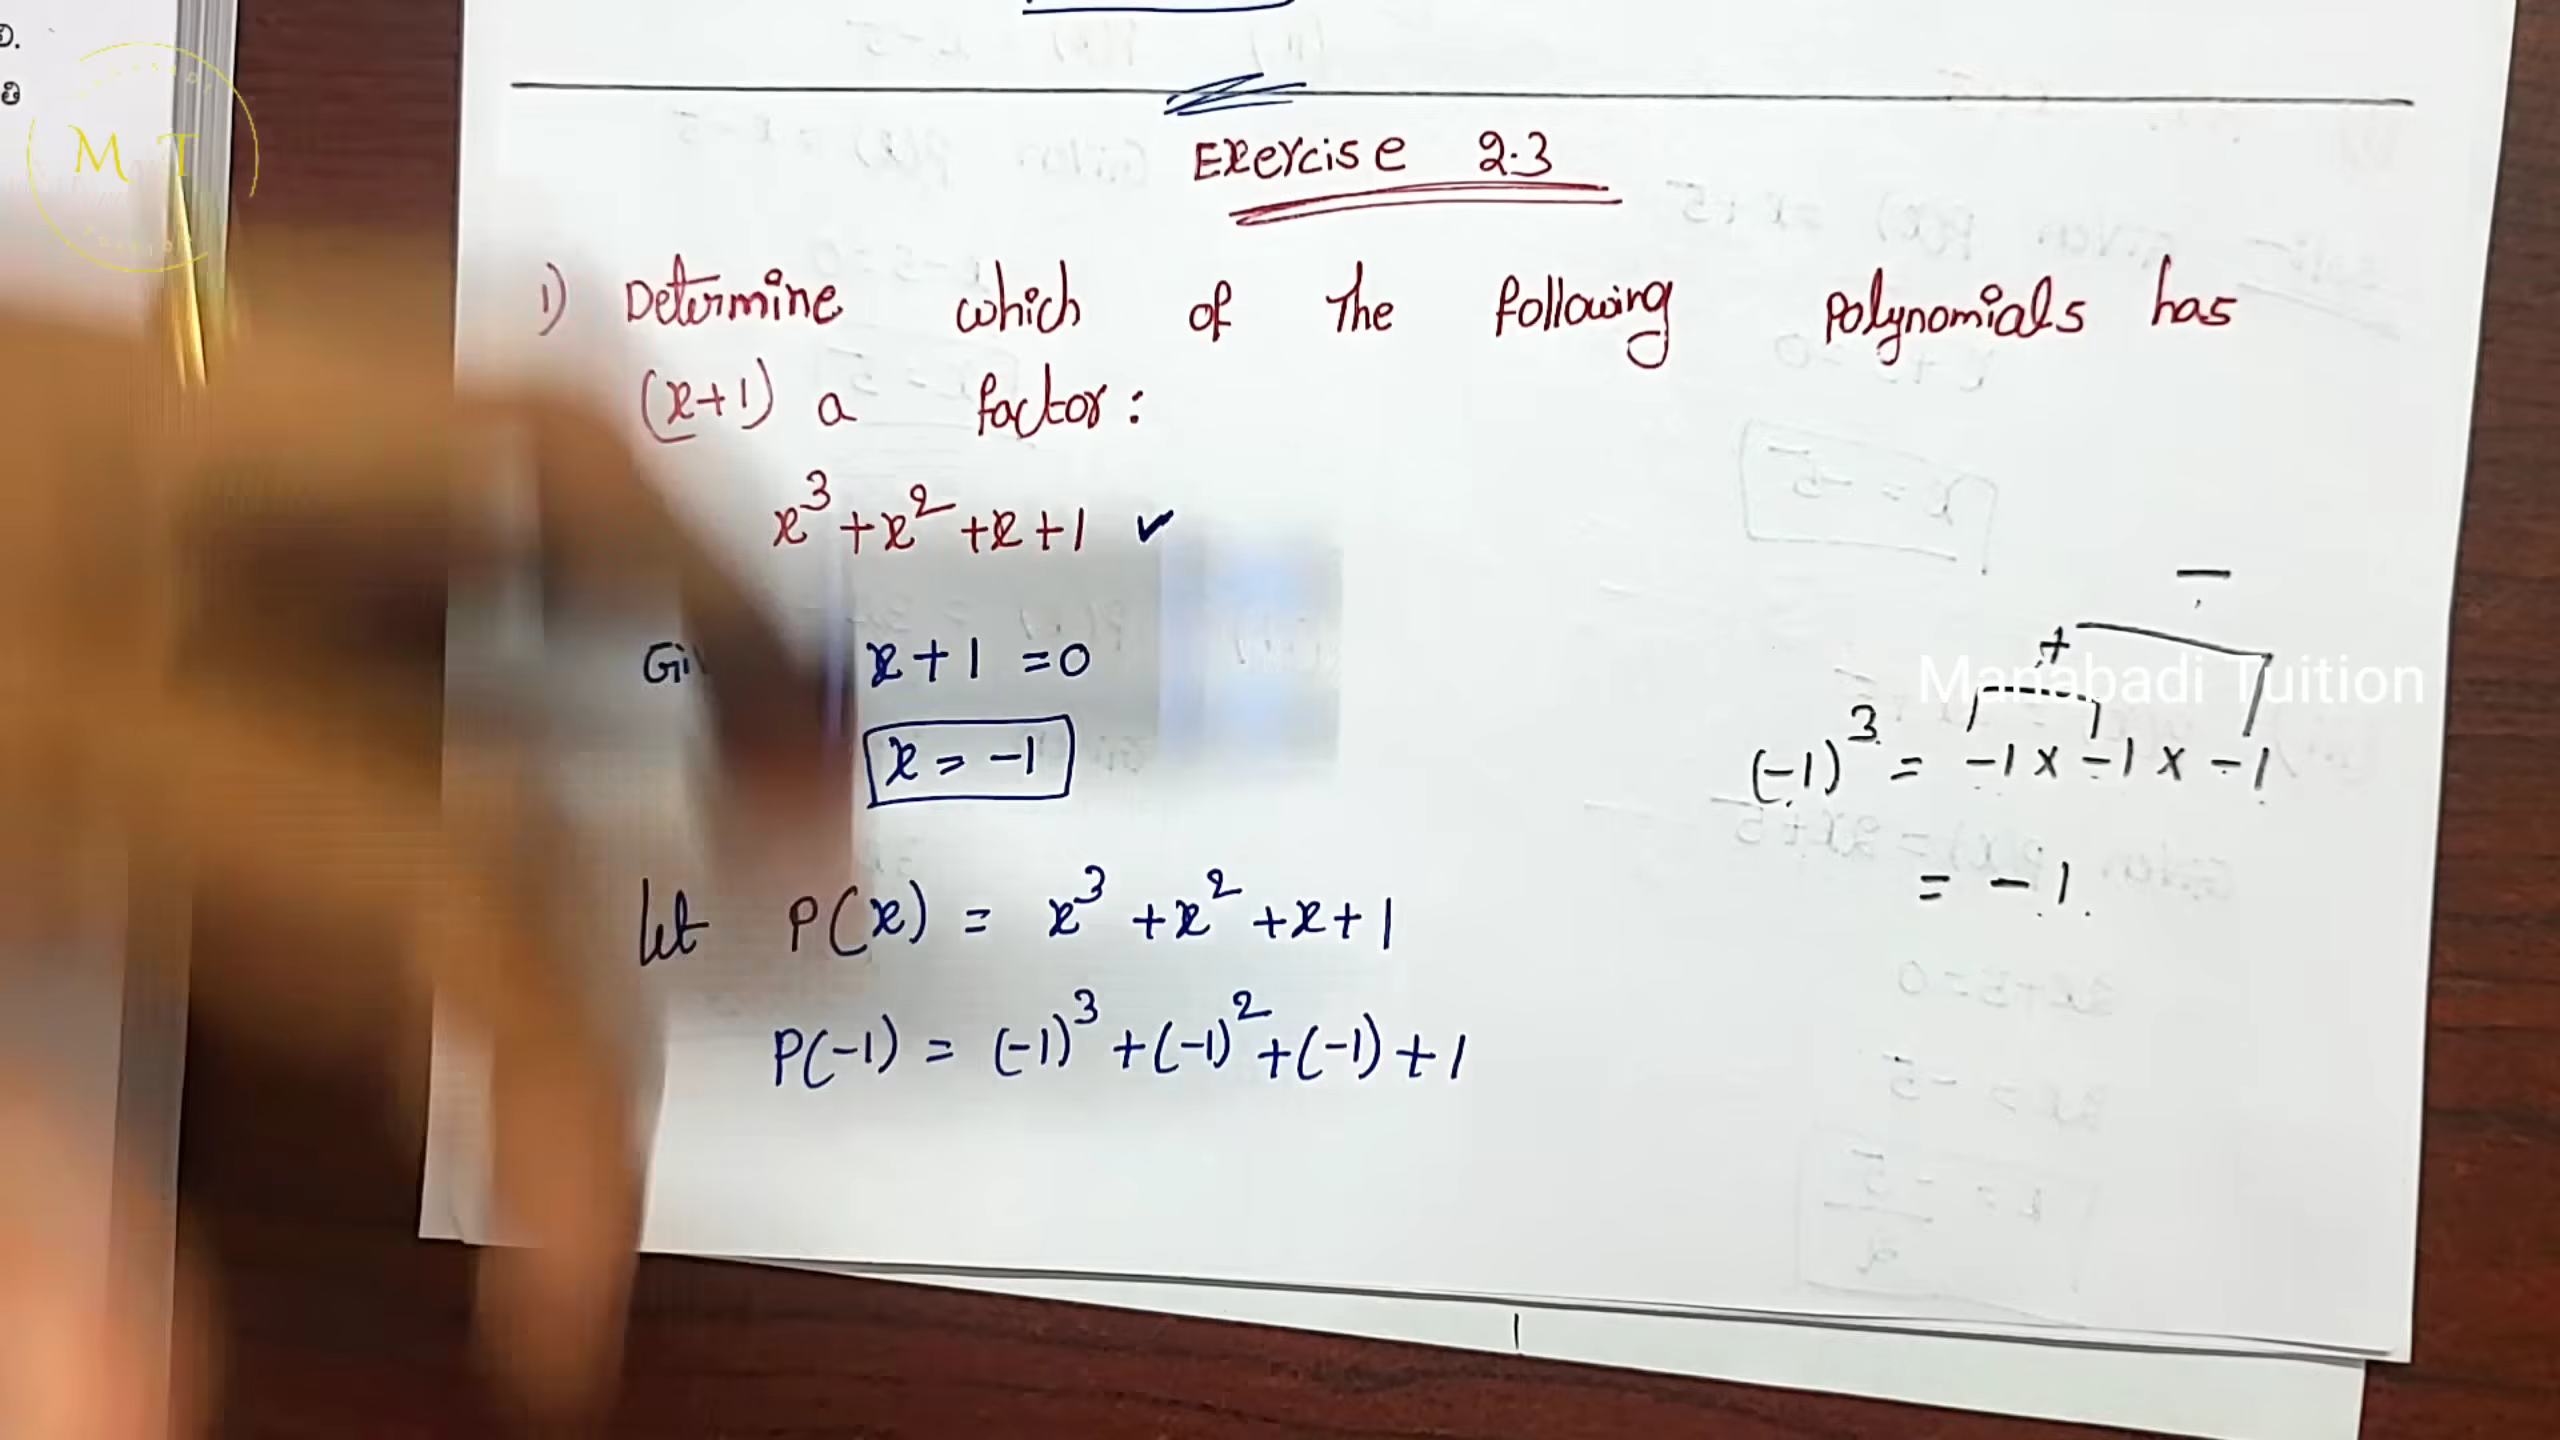 M T
Exercise 2.3
1) Determine which of the following polynomials has
(x+1) a factor:
x³+x²+x+1 ✓
x+1 =0
x = -1
let P(x) = x³+x²+x+1
P(-1) = (-1)³+(-1)²+(-1)+1
-
+
Manabadi Tuition
(-1)³ = -1 x -1 x -1
= -1